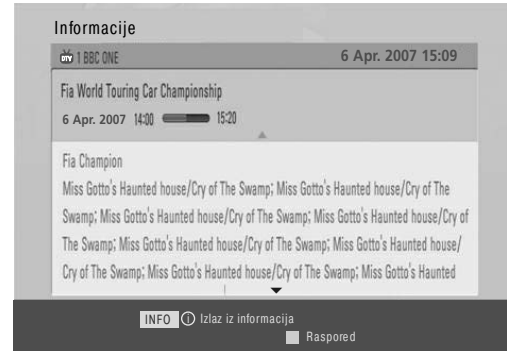 Informacije
DTV 1 BBC ONE 6 Apr. 2007 15:09
Fia World Touring Car Championship
6 Apr. 2007 14:00 15:20
Fia Champion
Miss Gotto's Haunted house/Cry of The Swamp; Miss Gotto's Haunted house/Cry of The
Swamp; Miss Gotto's Haunted house/Cry of The Swamp; Miss Gotto's Haunted house/Cry of
The Swamp; Miss Gotto's Haunted house/Cry of The Swamp; Miss Gotto's Haunted house/
Cry of The Swamp; Miss Gotto's Haunted house/Cry of The Swamp; Miss Gotto's Haunted
INFO i Izlaz iz informacija
Raspored